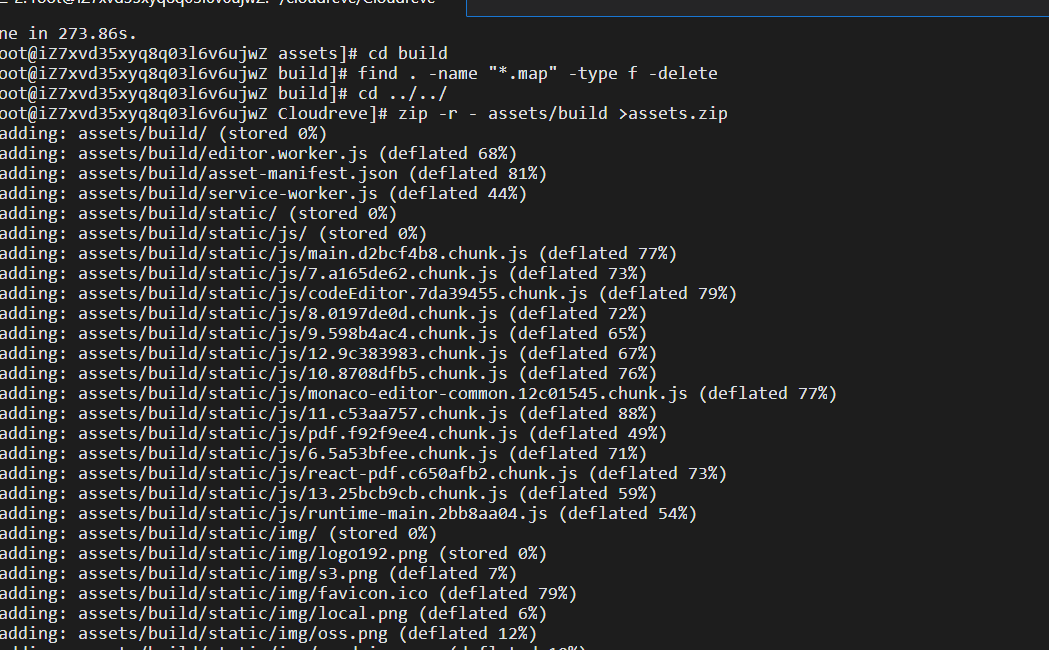 2. root@iZ7xvd35xyq8q03l6v6ujwZ: ~/cloudreve/Cloudreve
ne in 273.86s.
oot@iZ7xvd35xyq8q03l6v6ujwZ assets]# cd build
oot@iZ7xvd35xyq8q03l6v6ujwZ build]# find . -name "*.map" -type f -delete
oot@iZ7xvd35xyq8q03l6v6ujwZ build]# cd ../../
oot@iZ7xvd35xyq8q03l6v6ujwZ Cloudreve]# zip -r - assets/build >assets.zip
adding: assets/build/ (stored 0%)
adding: assets/build/editor.worker.js (deflated 68%)
adding: assets/build/asset-manifest.json (deflated 81%)
adding: assets/build/service-worker.js (deflated 44%)
adding: assets/build/static/ (stored 0%)
adding: assets/build/static/js/ (stored 0%)
adding: assets/build/static/js/main.d2bcf4b8.chunk.js (deflated 77%)
adding: assets/build/static/js/7.a165de62.chunk.js (deflated 73%)
adding: assets/build/static/js/codeEditor.7da39455.chunk.js (deflated 79%)
adding: assets/build/static/js/8.0197de0d.chunk.js (deflated 72%)
adding: assets/build/static/js/9.598b4ac4.chunk.js (deflated 65%)
adding: assets/build/static/js/12.9c383983.chunk.js (deflated 67%)
adding: assets/build/static/js/10.8708dfb5.chunk.js (deflated 76%)
adding: assets/build/static/js/monaco-editor-common.12c01545.chunk.js (deflated 77%)
adding: assets/build/static/js/11.c53aa757.chunk.js (deflated 88%)
adding: assets/build/static/js/pdf.f92f9ee4.chunk.js (deflated 49%)
adding: assets/build/static/js/6.5a53bfee.chunk.js (deflated 71%)
adding: assets/build/static/js/react-pdf.c650afb2.chunk.js (deflated 73%)
adding: assets/build/static/js/13.25bcb9cb.chunk.js (deflated 59%)
adding: assets/build/static/js/runtime-main.2bb8aa04.js (deflated 54%)
adding: assets/build/static/img/ (stored 0%)
adding: assets/build/static/img/logo192.png (stored 0%)
adding: assets/build/static/img/s3.png (deflated 7%)
adding: assets/build/static/img/favicon.ico (deflated 79%)
adding: assets/build/static/img/local.png (deflated 6%)
adding: assets/build/static/img/oss.png (deflated 12%)